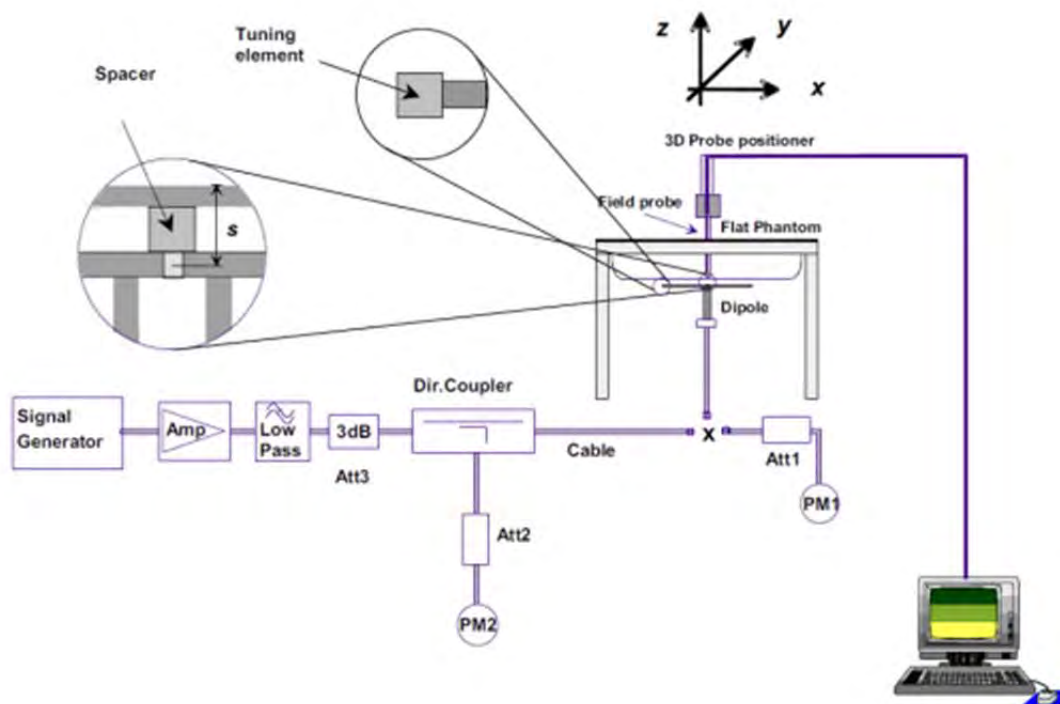 Tuning
element
Spacer
z
y
x
3D Probe positioner
Field probe
Flat Phantom
s
Dipole
Dir.Coupler
Signal
Generator
Amp
Low
Pass
3dB
Att3
Cable
x
Att1
PM1
Att2
PM2